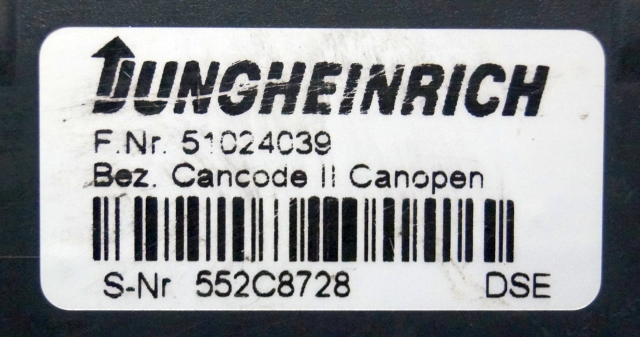 JUNGHEINRICH
F.Nr. 51024039
Bez. Cancode II Canopen
S-Nr 552C8728 DSE